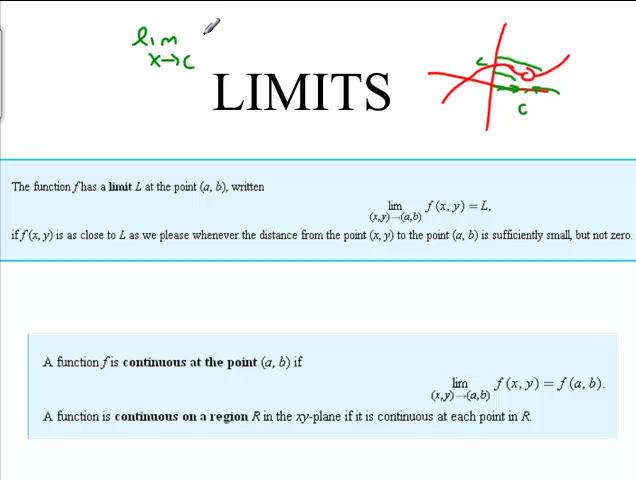 lim
x→c
LIMITS
c
c
The function f has a limit L at the point (a, b), written
lim f(x, y) = L,
(x,y)→(a,b)
if f(x, y) is as close to L as we please whenever the distance from the point (x, y) to the point (a, b) is sufficiently small, but not zero.
A function f is continuous at the point (a, b) if
lim f(x, y) = f(a, b).
(x,y)→(a,b)
A function is continuous on a region R in the xy-plane if it is continuous at each point in R.